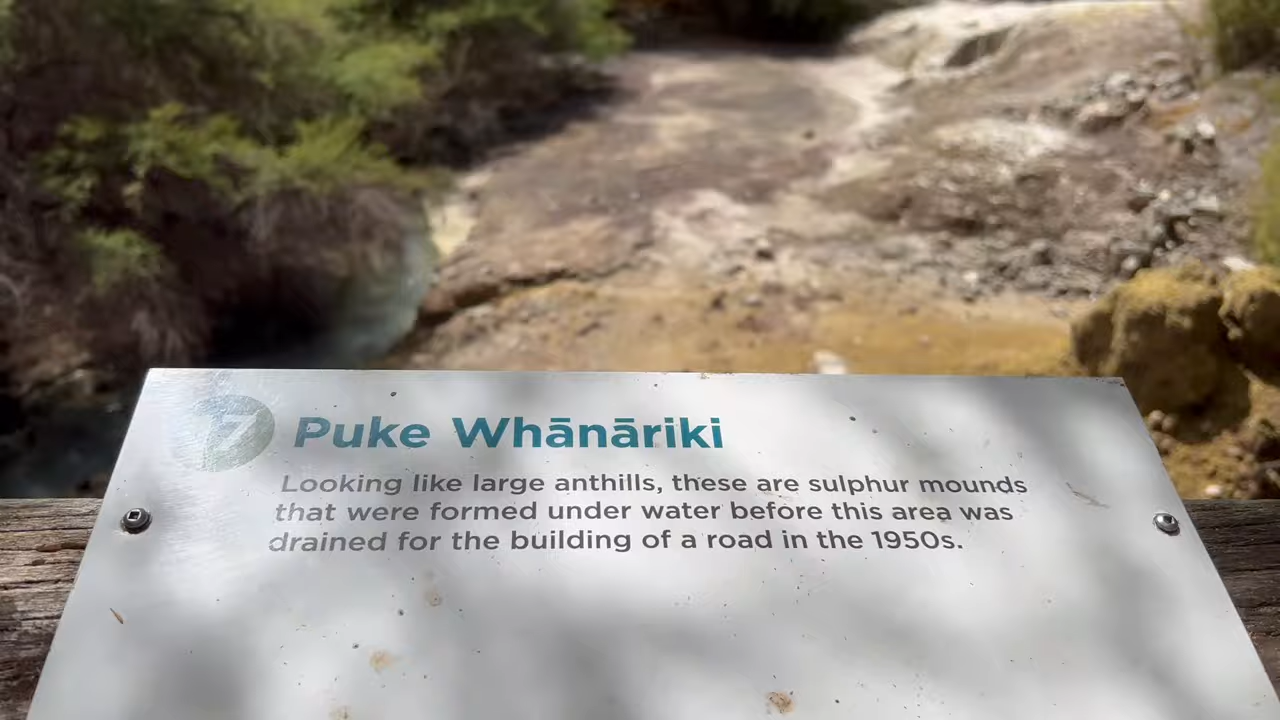 7 Puke Whānāriki
Looking like large anthills, these are sulphur mounds
that were formed under water before this area was
drained for the building of a road in the 1950s.